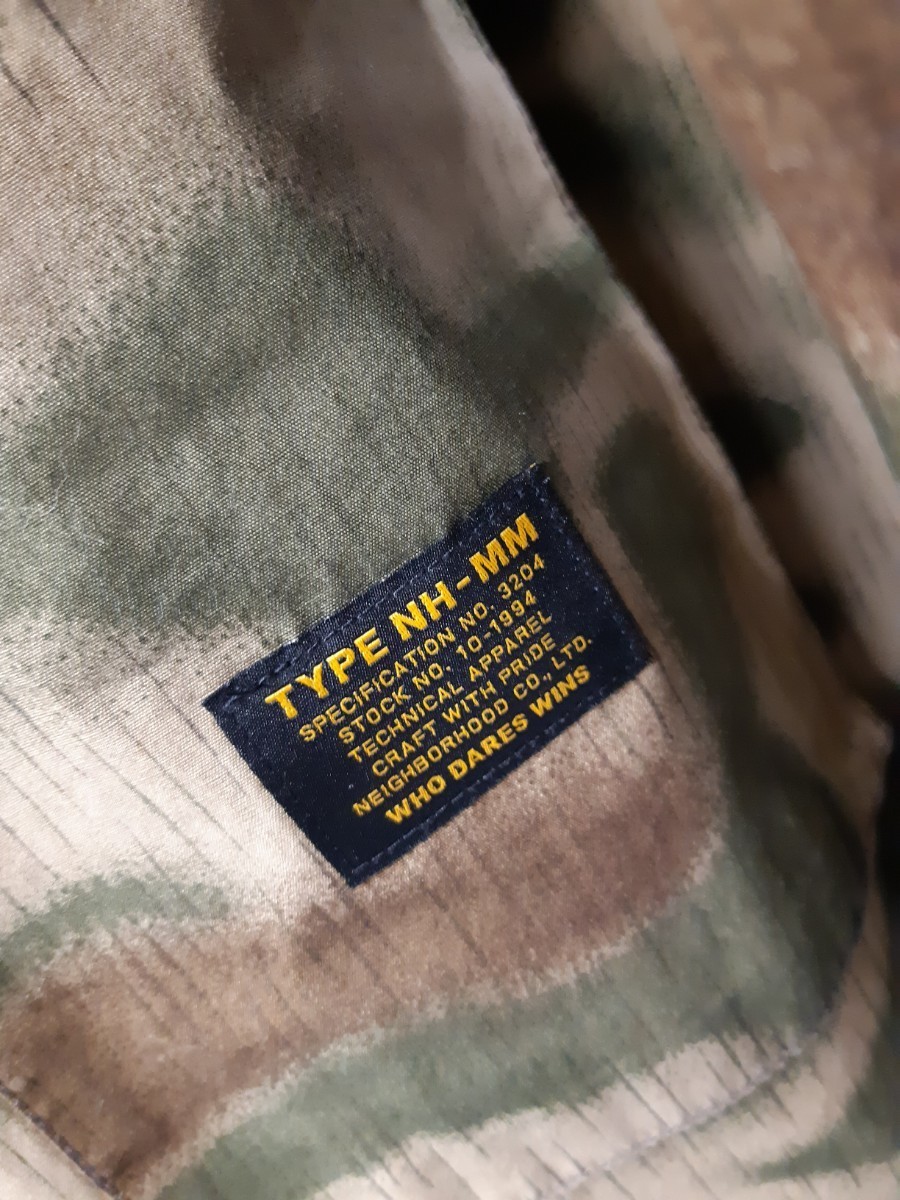 TYPE NH-MM
SPECIFICATION NO. 3204
STOCK NO. 10-1994
TECHNICAL APPAREL
CRAFT WITH PRIDE
NEIGHBORHOOD CO., LTD.
WHO DARES WINS